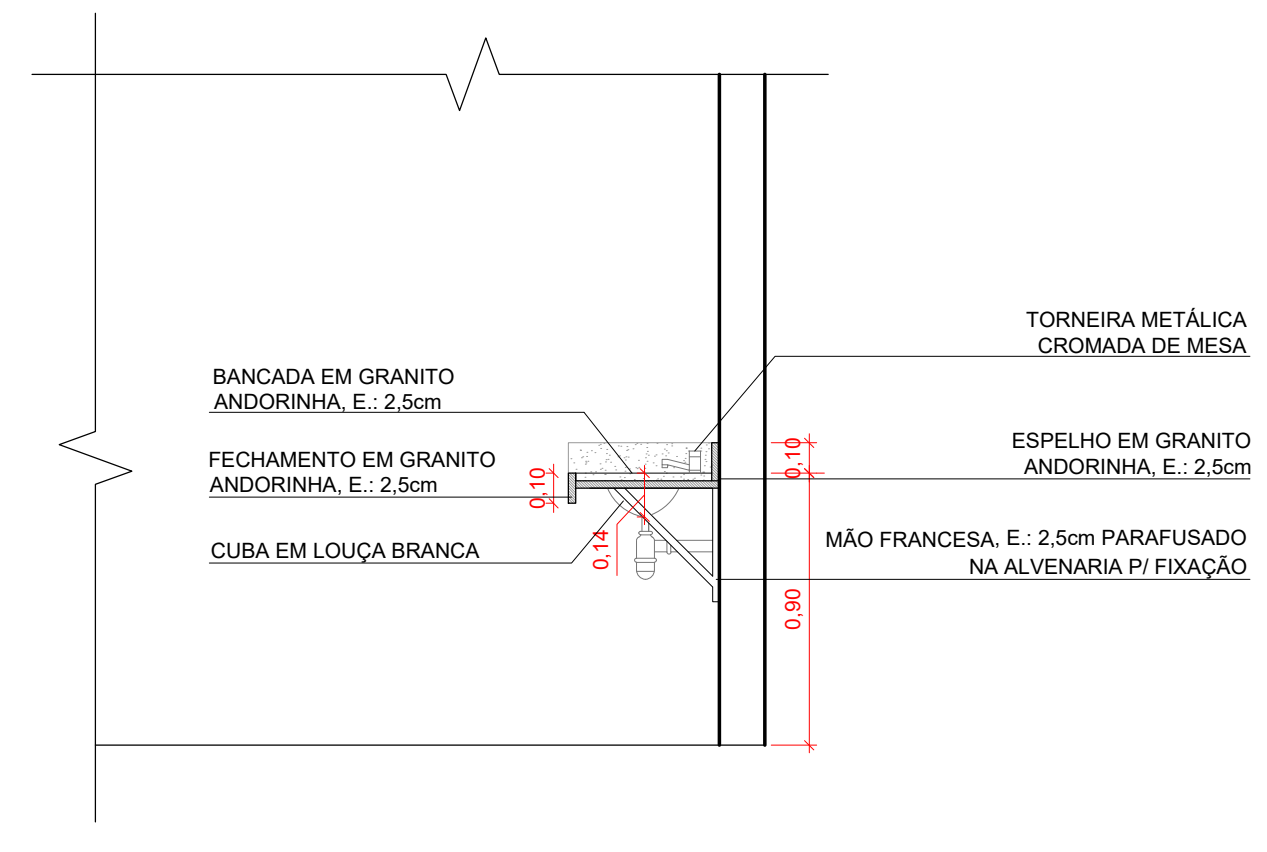 TORNEIRA METÁLICA
CROMADA DE MESA
BANCADA EM GRANITO
ANDORINHA, E.: 2,5cm
ESPELHO EM GRANITO
ANDORINHA, E.: 2,5cm
FECHAMENTO EM GRANITO
ANDORINHA, E.: 2,5cm
CUBA EM LOUÇA BRANCA
MÃO FRANCESA, E.: 2,5cm PARAFUSADO
NA ALVENARIA P/ FIXAÇÃO
0,10
0,14
0,10
0,90